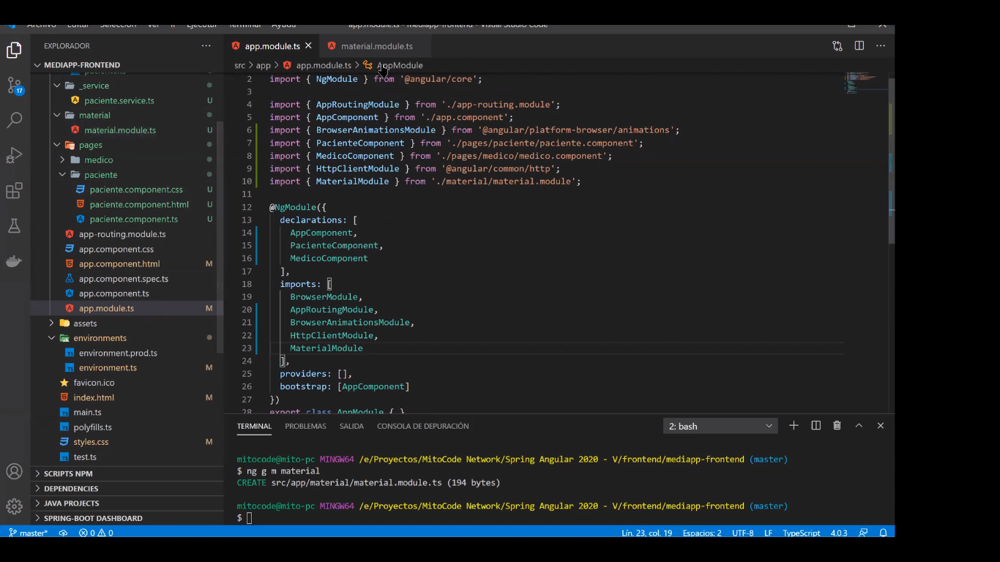 Archivo Editar Selección Ver Ir Ejecutar Terminal Ayuda app.module.ts - mediapp-frontend - Visual Studio Code
EXPLORADOR
MEDIAPP-FRONTEND
_service
paciente.service.ts U
material
material.module.ts U
pages
medico
paciente
paciente.component.css U
paciente.component.html U
paciente.component.ts U
app-routing.module.ts
app.component.css
app.component.html M
app.component.spec.ts
app.component.ts
app.module.ts M
assets
environments
environment.prod.ts
environment.ts M
favicon.ico
index.html M
main.ts
polyfills.ts
styles.css M
test.ts
SCRIPTS NPM
DEPENDENCIES
JAVA PROJECTS
SPRING-BOOT DASHBOARD
17
app.module.ts material.module.ts
src > app > app.module.ts > AppModule
2 import { NgModule } from '@angular/core';
3
4 import { AppRoutingModule } from './app-routing.module';
5 import { AppComponent } from './app.component';
6 import { BrowserAnimationsModule } from '@angular/platform-browser/animations';
7 import { PacienteComponent } from './pages/paciente/paciente.component';
8 import { MedicoComponent } from './pages/medico/medico.component';
9 import { HttpClientModule } from '@angular/common/http';
10 import { MaterialModule } from './material/material.module';
11
12 @NgModule({
13 declarations: [
14 AppComponent,
15 PacienteComponent,
16 MedicoComponent
17 ],
18 imports: [
19 BrowserModule,
20 AppRoutingModule,
21 BrowserAnimationsModule,
22 HttpClientModule,
23 MaterialModule
24 ],
25 providers: [],
26 bootstrap: [AppComponent]
27 })
28 export class AppModule { }
TERMINAL PROBLEMAS SALIDA CONSOLA DE DEPURACIÓN 2: bash
mitocode@mito-pc MINGW64 /e/Proyectos/MitoCode Network/Spring Angular 2020 - V/frontend/mediapp-frontend (master)
$ ng g m material
CREATE src/app/material/material.module.ts (194 bytes)
mitocode@mito-pc MINGW64 /e/Proyectos/MitoCode Network/Spring Angular 2020 - V/frontend/mediapp-frontend (master)
$
master* 0 0 Lín. 23, col. 19 Espacios: 2 UTF-8 LF TypeScript 4.0.3